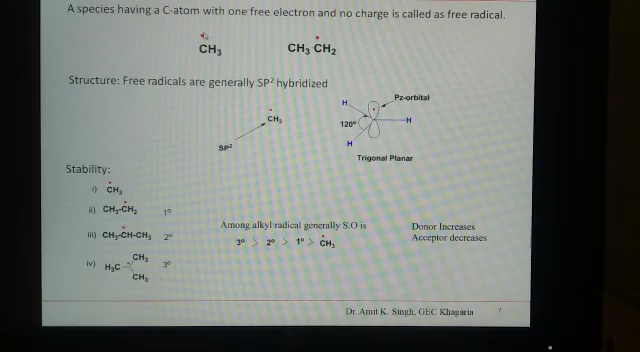 A species having a C-atom with one free electron and no charge is called as free radical.
CH₃ CH₃ CH₂
Structure: Free radicals are generally SP² hybridized
H Pz-orbital
CH₃
120° H
SP² H
Trigonal Planar
Stability:
i) CH₃
ii) CH₃-CH₂ 1°
iii) CH₃-CH-CH₃ 2°
iv) H₃C CH₃ CH₃ 3°
Among alkyl radical generally S.O is
3° > 2° > 1° > CH₃
Donor Increases
Acceptor decreases
Dr. Amit K. Singh, GEC Khagaria 7